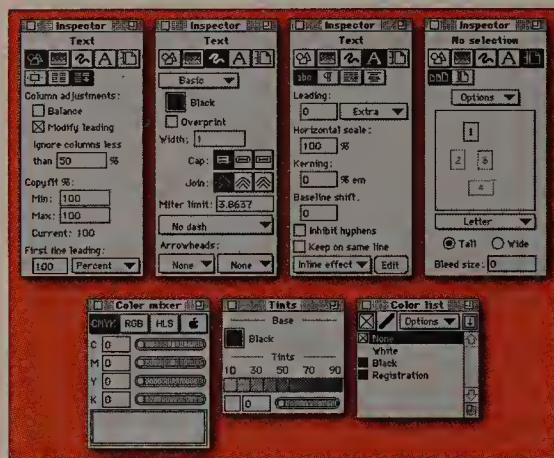 Inspector
Text
Column adjustments:
Balance
Modify leading
Ignore columns less
than 50 %
Copyfit %:
Min: 100
Max: 100
Current: 100
First line leading:
100 Percent
Inspector
Text
Basic
Black
Overprint
Width: 1
Cap:
Join:
Miter limit: 3.8637
No dash
Arrowheads:
None None
Inspector
Text
abc ¶
Leading:
0 Extra
Horizontal scale:
100 %
Kerning:
0 % em
Baseline shift:
0
Inhibit hyphens
Keep on same line
Inline effect Edit
Inspector
No selection
Options
1
2 3
4
Letter
Tall Wide
Bleed size: 0
Color mixer
CMYK RGB HLS
C 0
M 0
Y 0
K 0
Tints
Base
Black
Tints
10 30 50 70 90
0
Color list
Options
None
White
Black
Registration